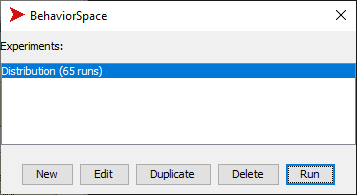 BehaviorSpace
Experiments:
Distribution (65 runs)
New Edit Duplicate Delete Run